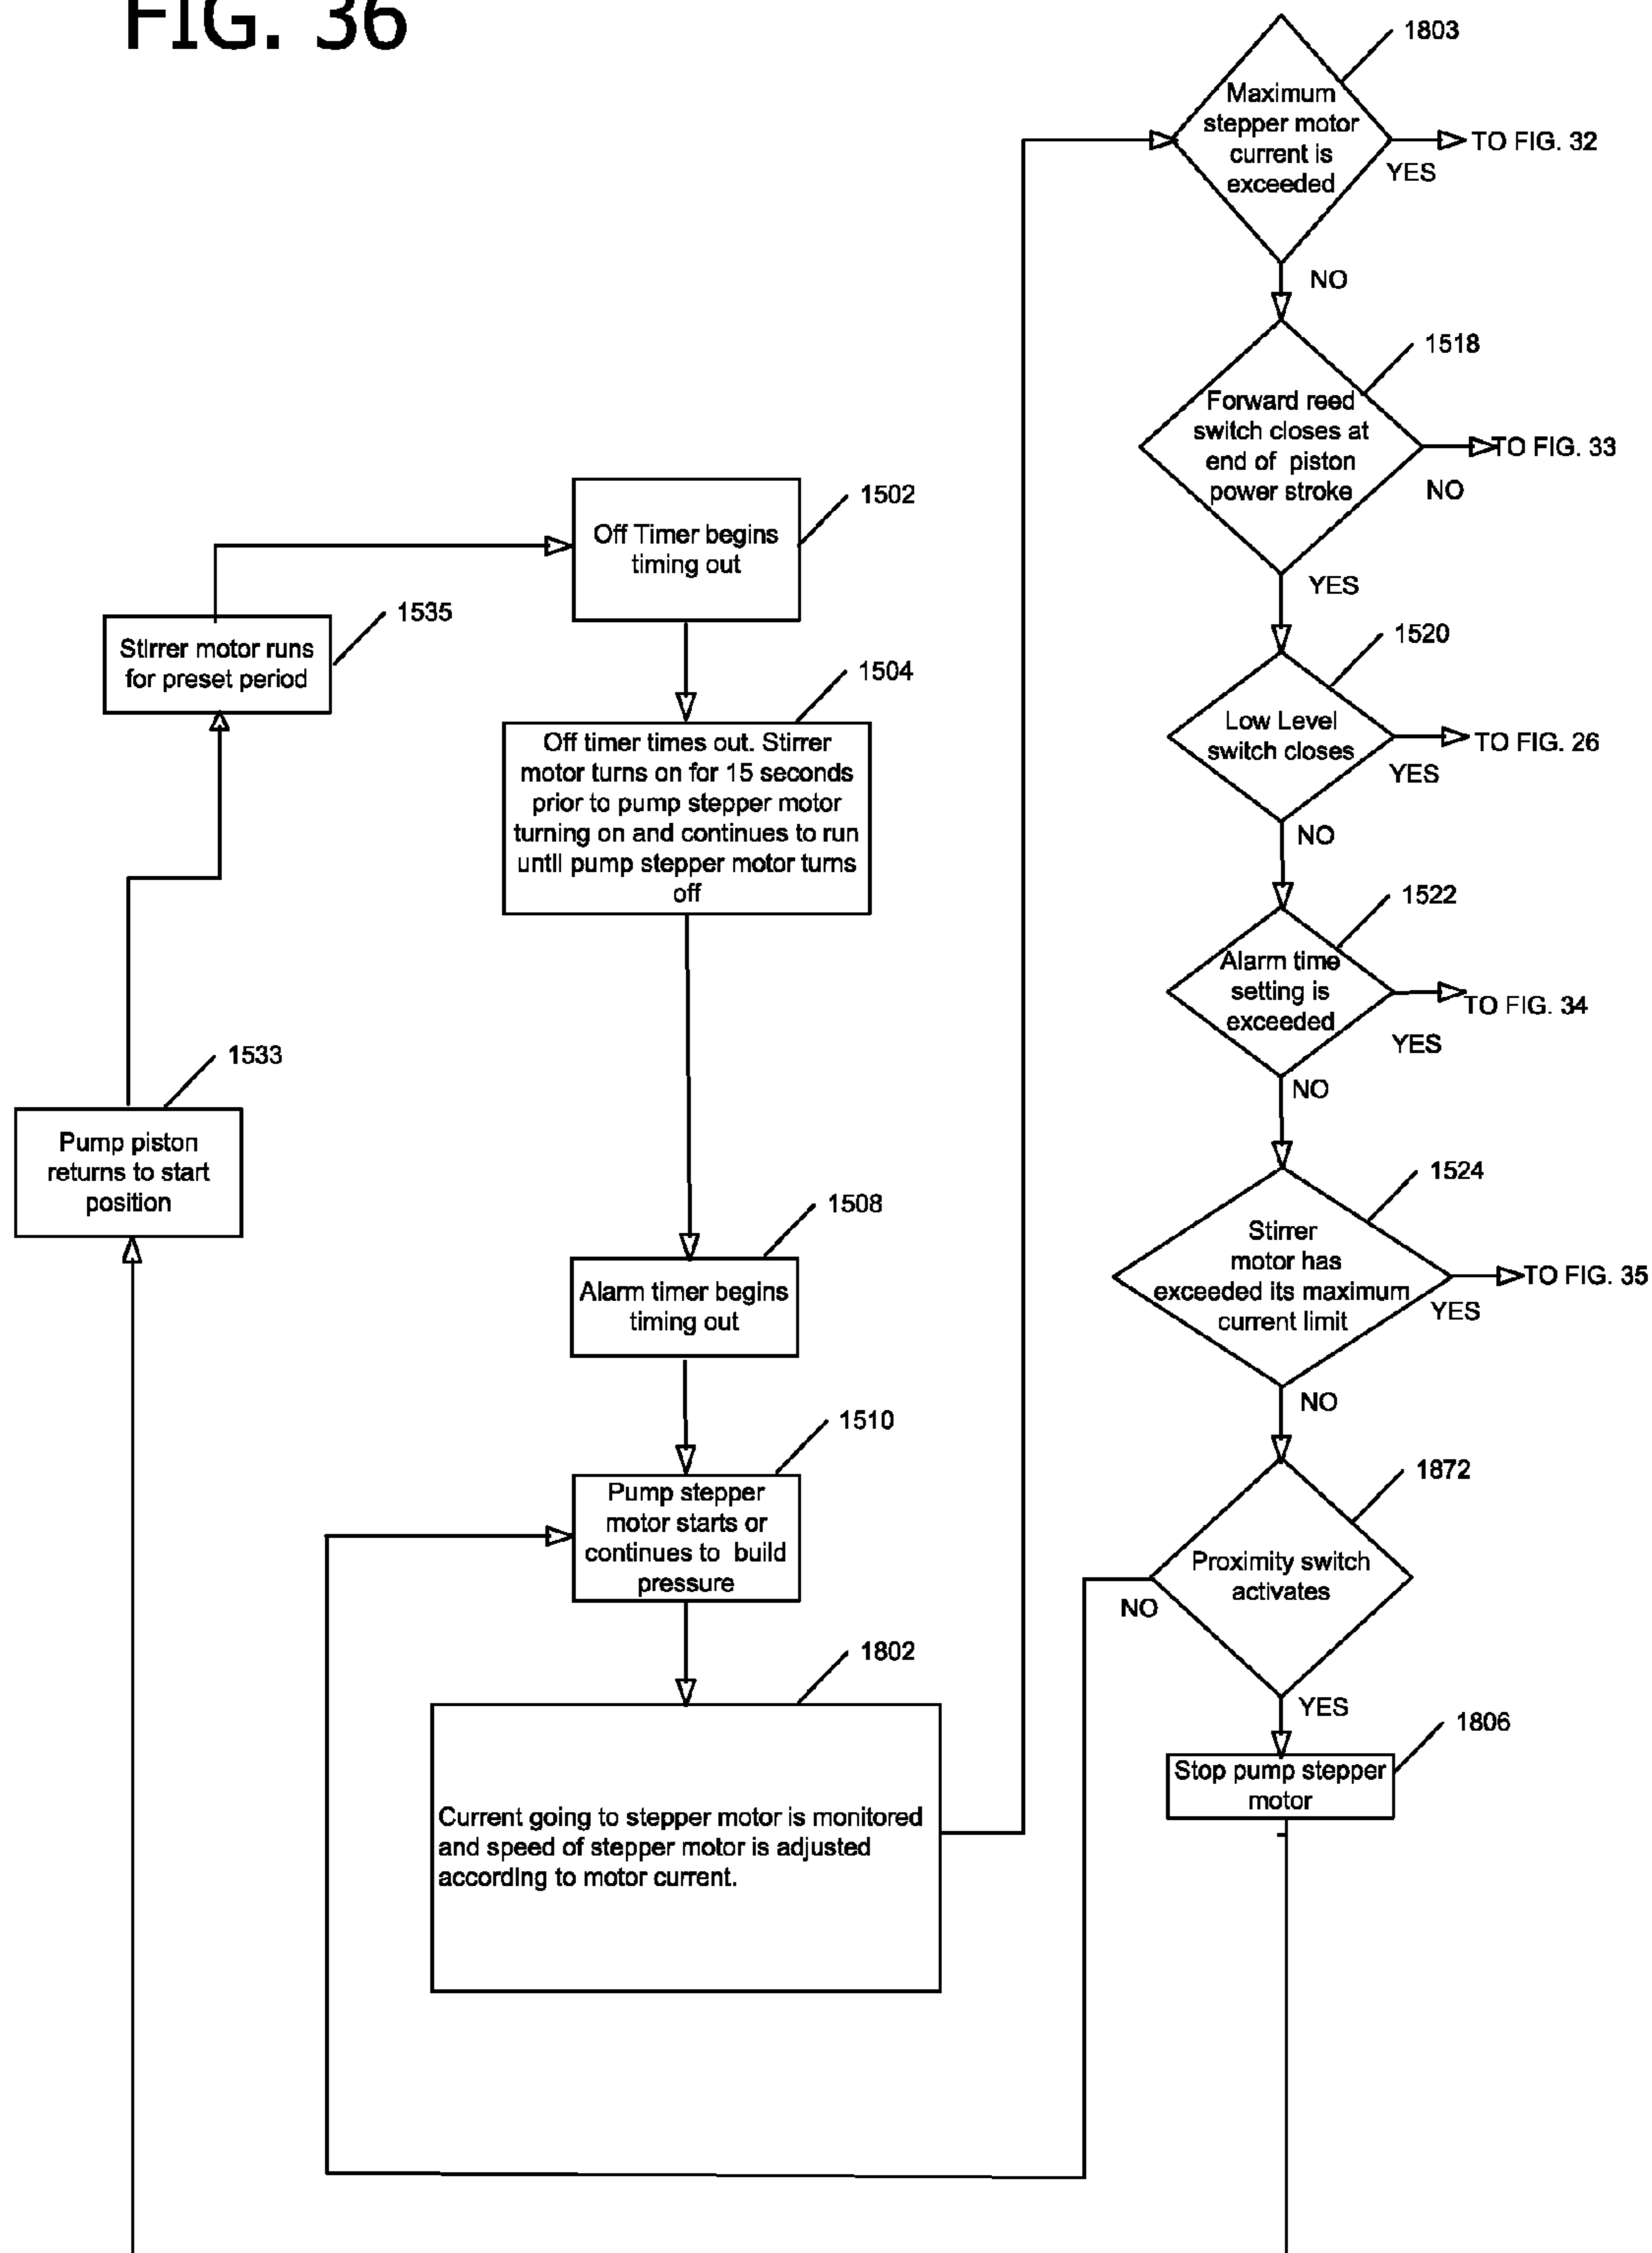 FIG. 36
1803
Maximum
stepper motor
current is
exceeded
TO FIG. 32
YES
NO
1518
Forward reed
switch closes at
end of piston
power stroke
TO FIG. 33
NO
YES
1502
Off Timer begins
timing out
1535
Stirrer motor runs
for preset period
1520
Low Level
switch closes
TO FIG. 26
YES
NO
1504
Off timer times out. Stirrer
motor turns on for 15 seconds
prior to pump stepper motor
turning on and continues to run
until pump stepper motor turns
off
1522
Alarm time
setting is
exceeded
TO FIG. 34
YES
NO
1533
Pump piston
returns to start
position
1524
Stirrer
motor has
exceeded its maximum
current limit
TO FIG. 35
YES
NO
1508
Alarm timer begins
timing out
1510
Pump stepper
motor starts or
continues to build
pressure
1872
Proximity switch
activates
NO
YES
1802
Current going to stepper motor is monitored
and speed of stepper motor is adjusted
according to motor current.
1806
Stop pump stepper
motor